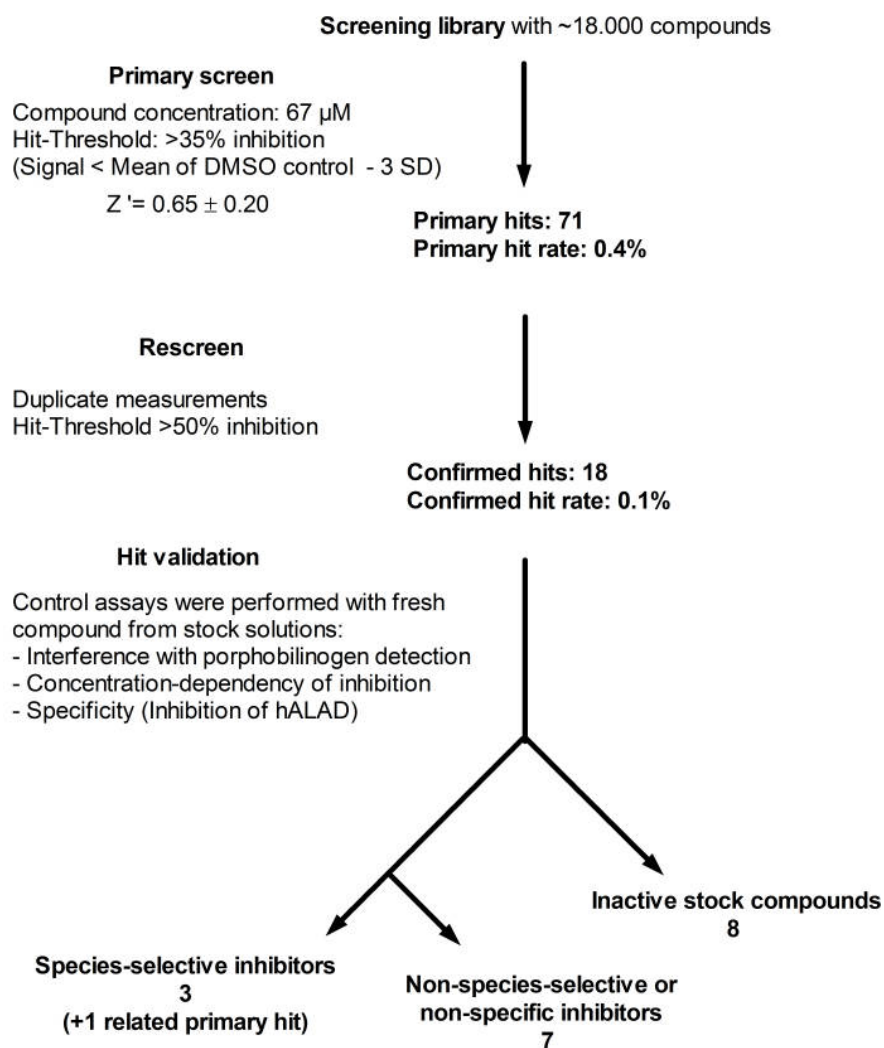 Screening library with ~18.000 compounds
Primary screen
Compound concentration: 67 µM
Hit-Threshold: >35% inhibition
(Signal < Mean of DMSO control - 3 SD)
Z '= 0.65 ± 0.20
Primary hits: 71
Primary hit rate: 0.4%
Rescreen
Duplicate measurements
Hit-Threshold >50% inhibition
Confirmed hits: 18
Confirmed hit rate: 0.1%
Hit validation
Control assays were performed with fresh
compound from stock solutions:
- Interference with porphobilinogen detection
- Concentration-dependency of inhibition
- Specificity (Inhibition of hALAD)
Inactive stock compounds
8
Species-selective inhibitors
3
(+1 related primary hit)
Non-species-selective or
non-specific inhibitors
7